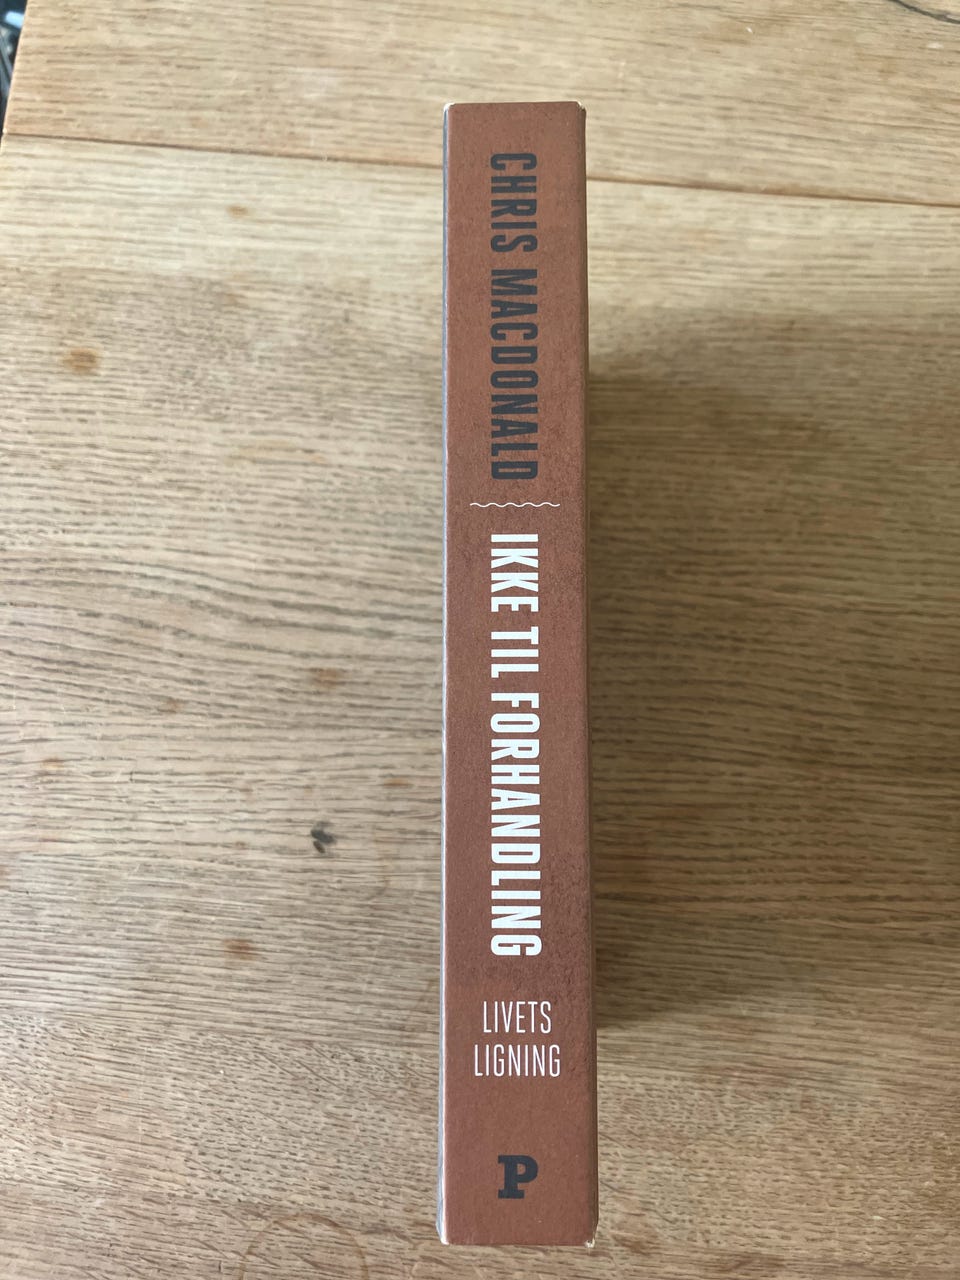 CHRIS MACDONALD
IKKE TIL FORHANDLING
LIVETS
LIGNING
P